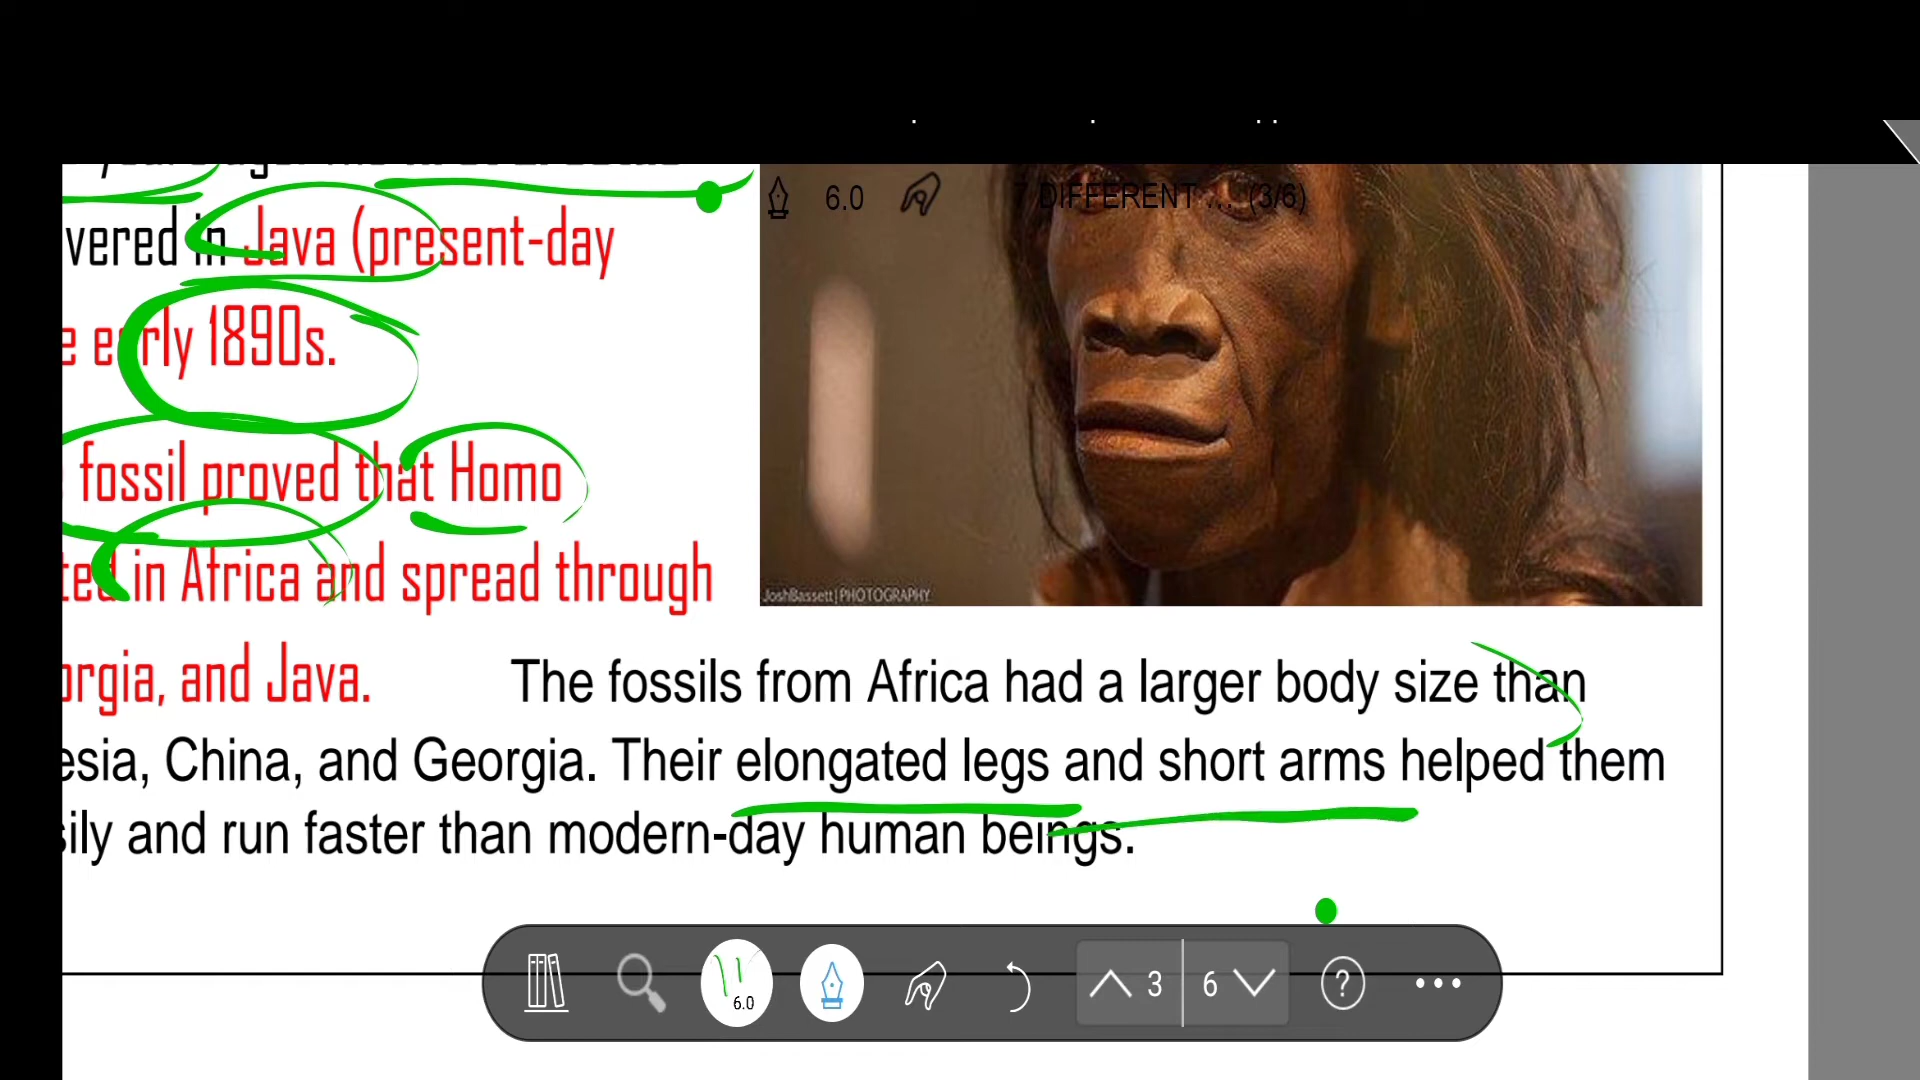 vered in Java (present-day
6.0 7 DIFFERENT ... (3/6)
e early 1890s.
fossil proved that Homo
ted in Africa and spread through
JoshBassett|PHOTOGRAPHY
orgia, and Java.
The fossils from Africa had a larger body size than
esia, China, and Georgia. Their elongated legs and short arms helped them
sily and run faster than modern-day human beings.
6.0
3 6 ?